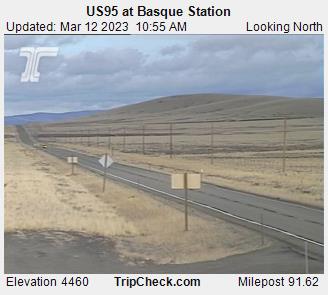 US95 at Basque Station
Updated: Mar 12 2023 10:55 AM Looking North
Elevation 4460 TripCheck.com Milepost 91.62